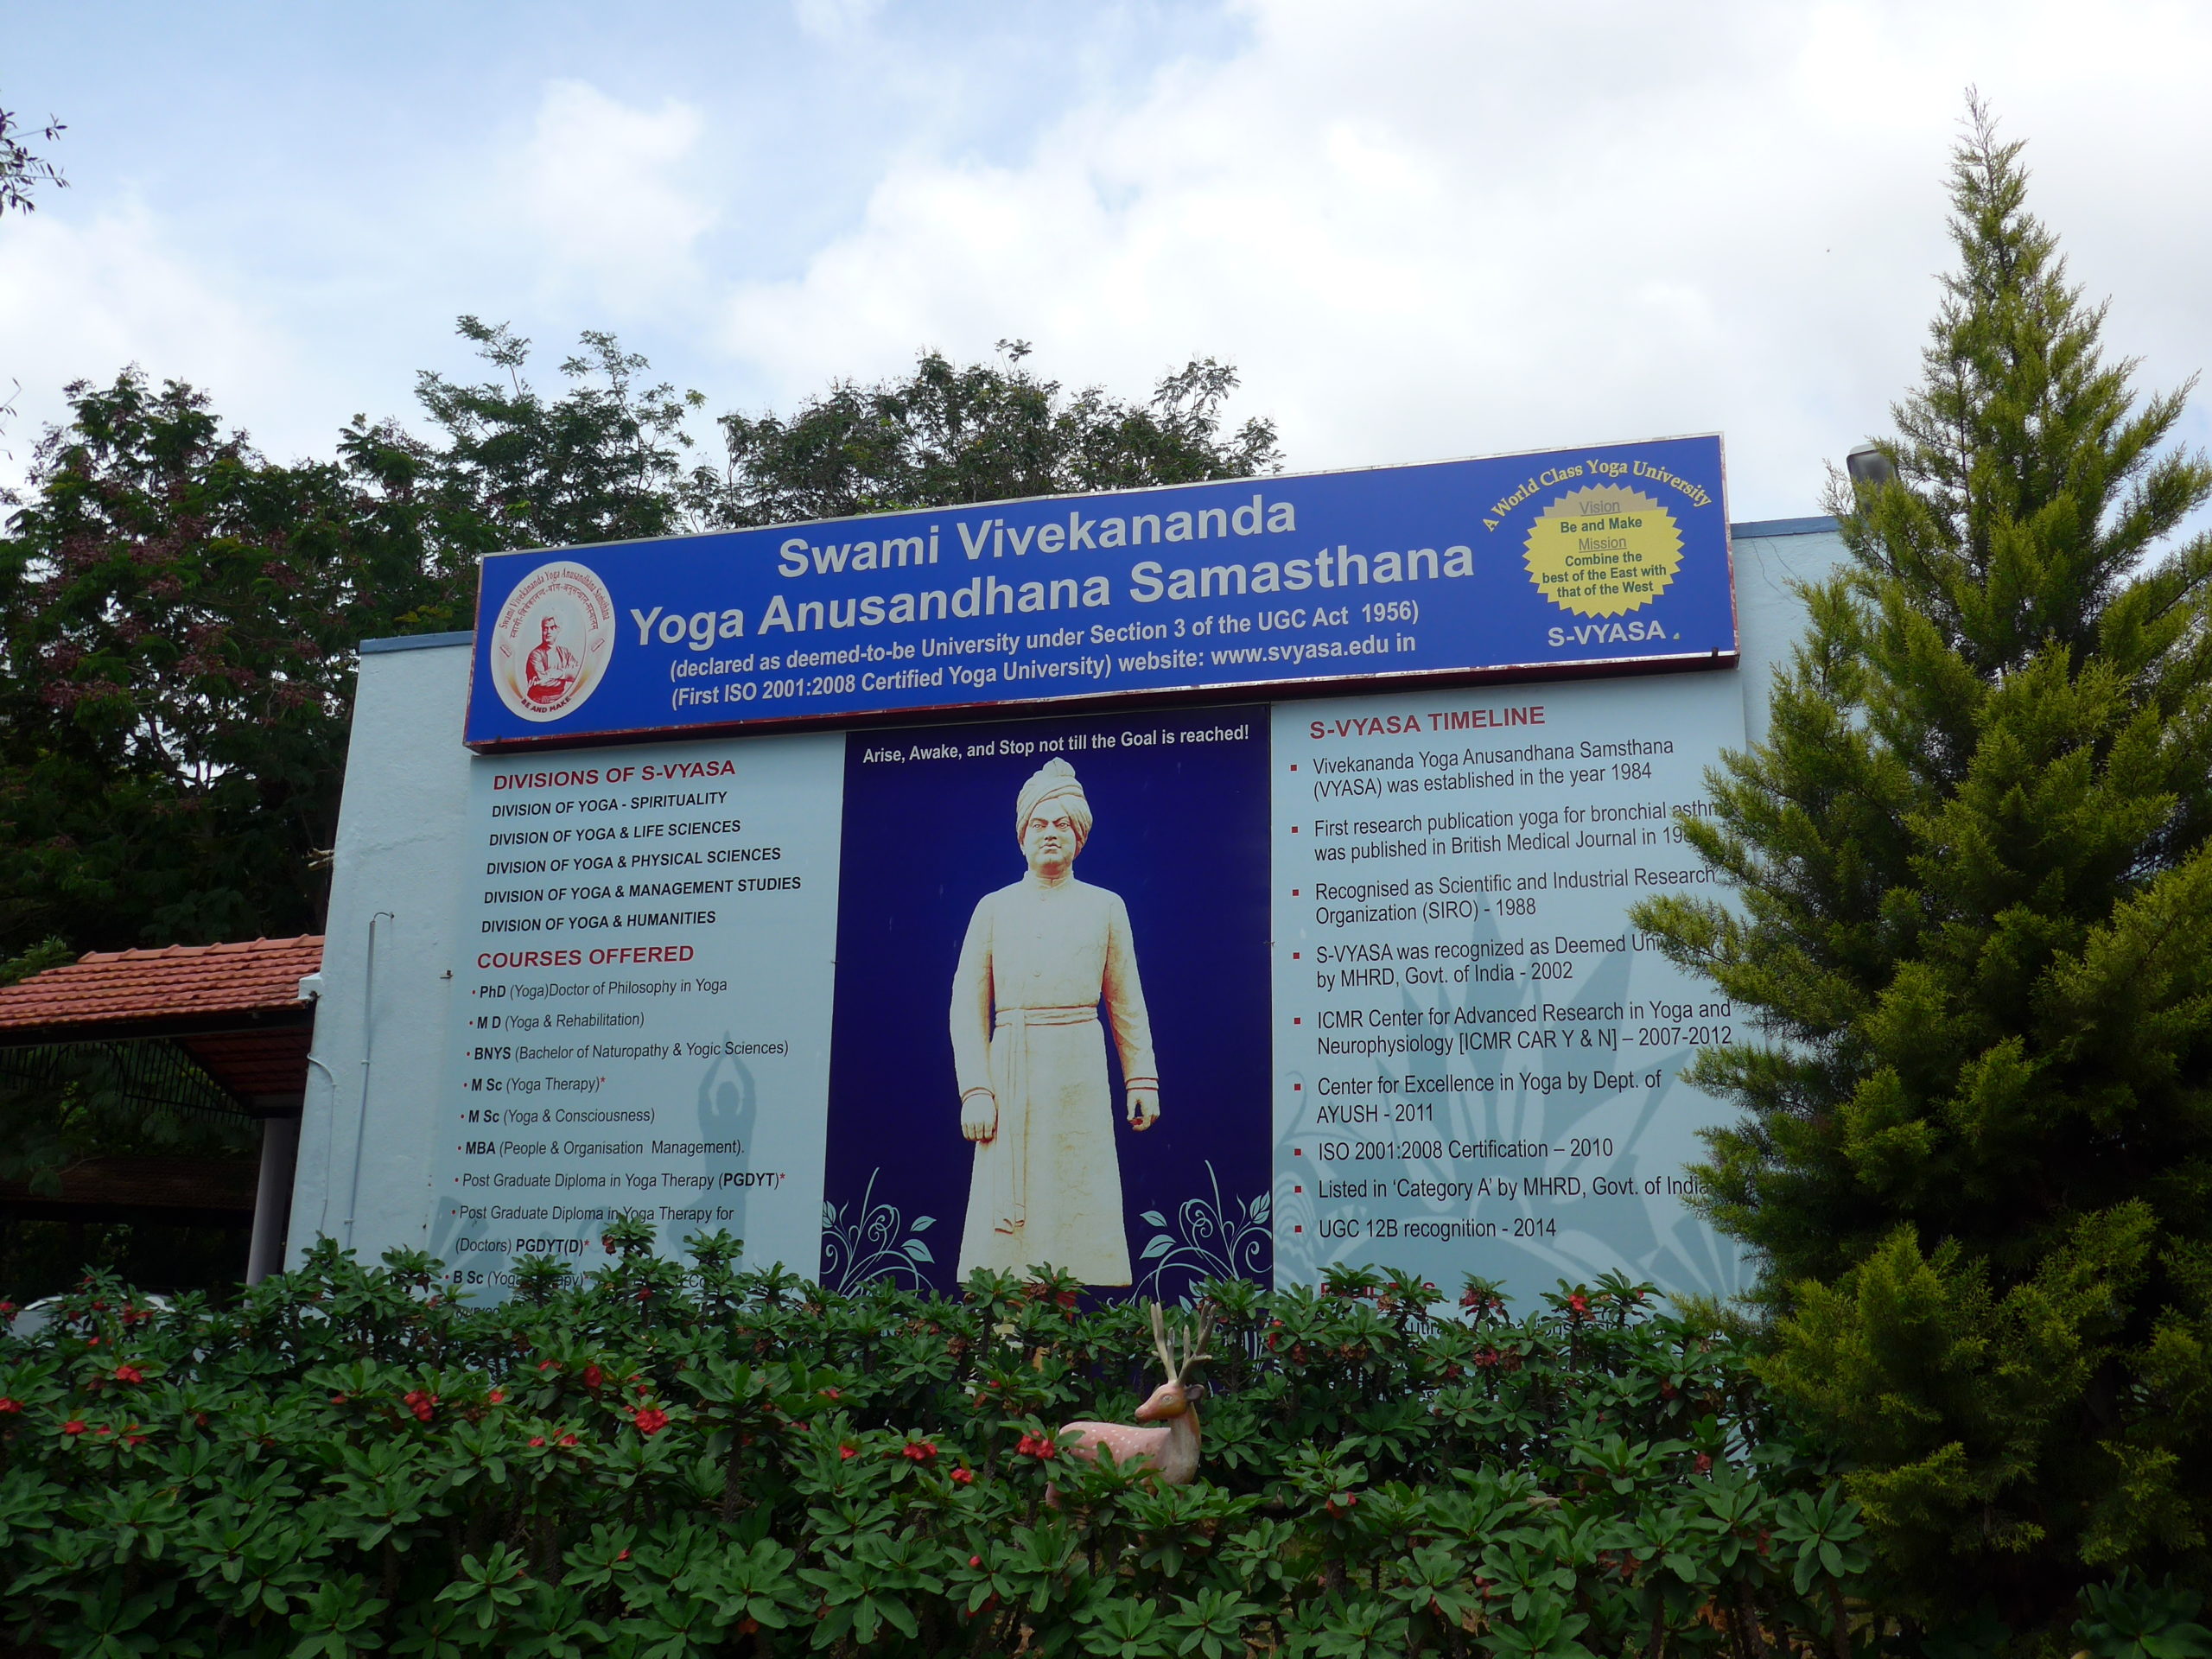 Swami Vivekananda
Yoga Anusandhana Samasthana
(declared as deemed-to-be University under Section 3 of the UGC Act 1956)
(First ISO 2001:2008 Certified Yoga University) website: www.svyasa.edu in
Swami Vivekananda Yoga Anusandhana Samsthana
BE AND MAKE
A World Class Yoga University
Vision
Be and Make
Mission
Combine the
best of the East with
that of the West
S-VYASA
DIVISIONS OF S-VYASA
DIVISION OF YOGA - SPIRITUALITY
DIVISION OF YOGA & LIFE SCIENCES
DIVISION OF YOGA & PHYSICAL SCIENCES
DIVISION OF YOGA & MANAGEMENT STUDIES
DIVISION OF YOGA & HUMANITIES
COURSES OFFERED
• PhD (Yoga)Doctor of Philosophy in Yoga
• M D (Yoga & Rehabilitation)
• BNYS (Bachelor of Naturopathy & Yogic Sciences)
• M Sc (Yoga Therapy)*
• M Sc (Yoga & Consciousness)
• MBA (People & Organisation Management).
• Post Graduate Diploma in Yoga Therapy (PGDYT)*
• Post Graduate Diploma in Yoga Therapy for
(Doctors) PGDYT(D)*
• B Sc (Yoga
Arise, Awake, and Stop not till the Goal is reached!
S-VYASA TIMELINE
▪ Vivekananda Yoga Anusandhana Samsthana
(VYASA) was established in the year 1984
▪ First research publication yoga for bronchial asthm
was published in British Medical Journal in 19
▪ Recognised as Scientific and Industrial Research
Organization (SIRO) - 1988
▪ S-VYASA was recognized as Deemed
by MHRD, Govt. of India - 2002
▪ ICMR Center for Advanced Research in Yoga and
Neurophysiology [ICMR CAR Y & N] – 2007-2012
▪ Center for Excellence in Yoga by Dept. of
AYUSH - 2011
▪ ISO 2001:2008 Certification – 2010
▪ Listed in ‘Category A’ by MHRD, Govt. of India
▪ UGC 12B recognition - 2014